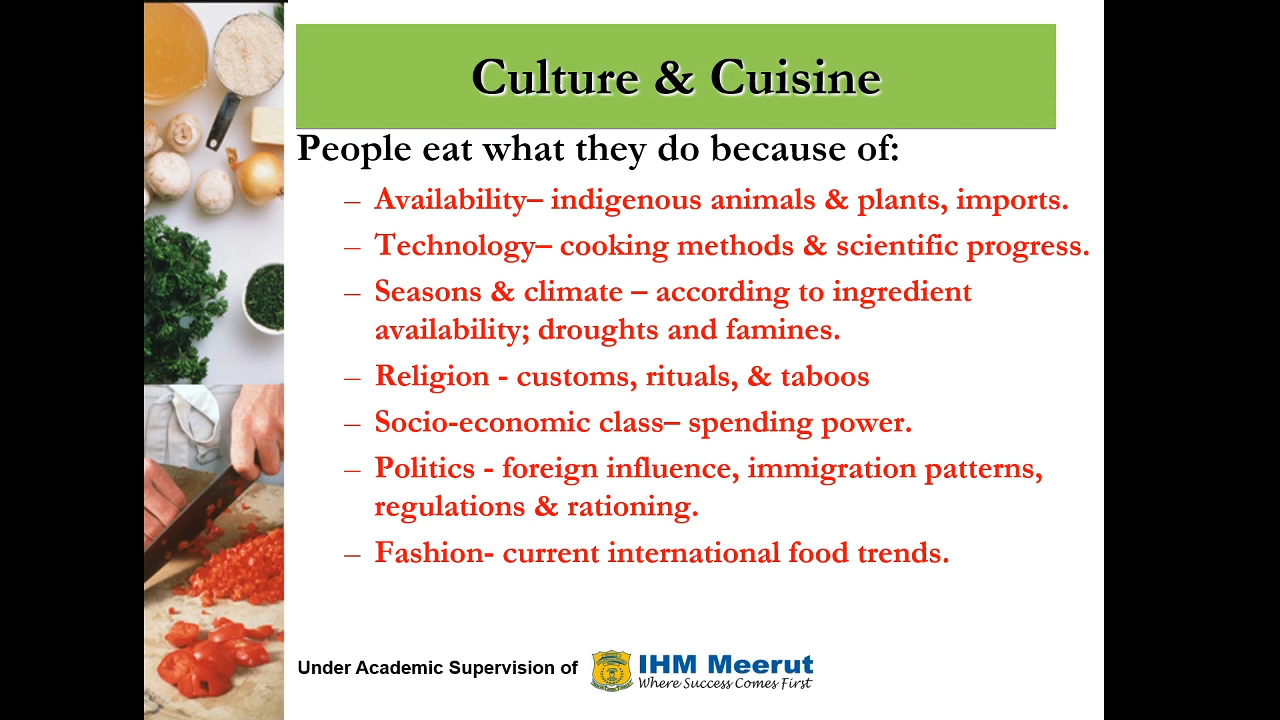 Culture & Cuisine
People eat what they do because of:
– Availability– indigenous animals & plants, imports.
– Technology– cooking methods & scientific progress.
– Seasons & climate – according to ingredient
availability; droughts and famines.
– Religion - customs, rituals, & taboos
– Socio-economic class– spending power.
– Politics - foreign influence, immigration patterns,
regulations & rationing.
– Fashion- current international food trends.
Under Academic Supervision of
IHM Meerut
Where Success Comes First